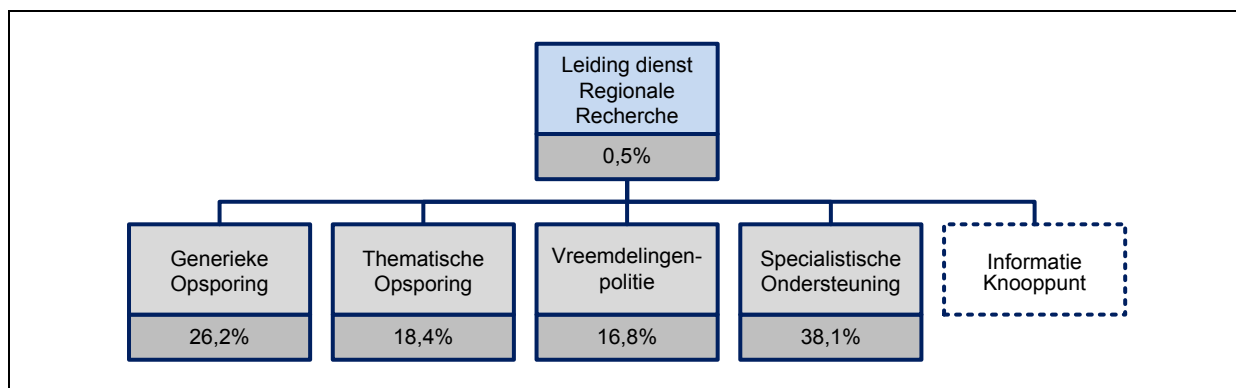 Leiding dienst
Regionale
Recherche
0,5%
Generieke
Opsporing
26,2%
Thematische
Opsporing
18,4%
Vreemdelingen-
politie
16,8%
Specialistische
Ondersteuning
38,1%
Informatie
Knooppunt